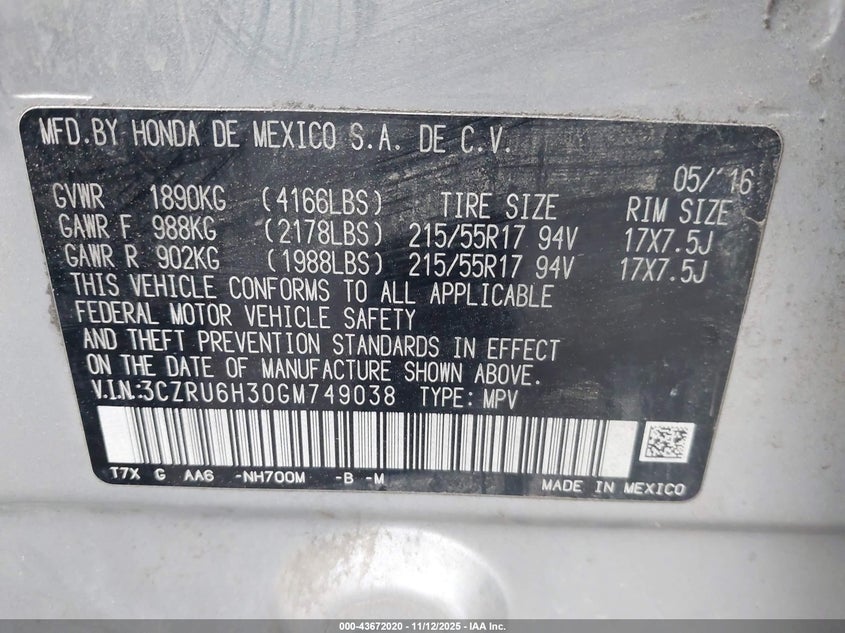 MFD.BY HONDA DE MEXICO S.A. DE C.V.
05/'16
GVWR 1890KG (4166LBS) TIRE SIZE RIM SIZE
GAWR F 988KG (2178LBS) 215/55R17 94V 17X7.5J
GAWR R 902KG (1988LBS) 215/55R17 94V 17X7.5J
THIS VEHICLE CONFORMS TO ALL APPLICABLE
FEDERAL MOTOR VEHICLE SAFETY
AND THEFT PREVENTION STANDARDS IN EFFECT
ON THE DATE OF MANUFACTURE SHOWN ABOVE.
V.I.N.:3CZRU6H30GM749038 TYPE: MPV
T7X G AA6 -NH700M -B -M
MADE IN MEXICO
000-43672020 - 11/12/2025 - IAA Inc.